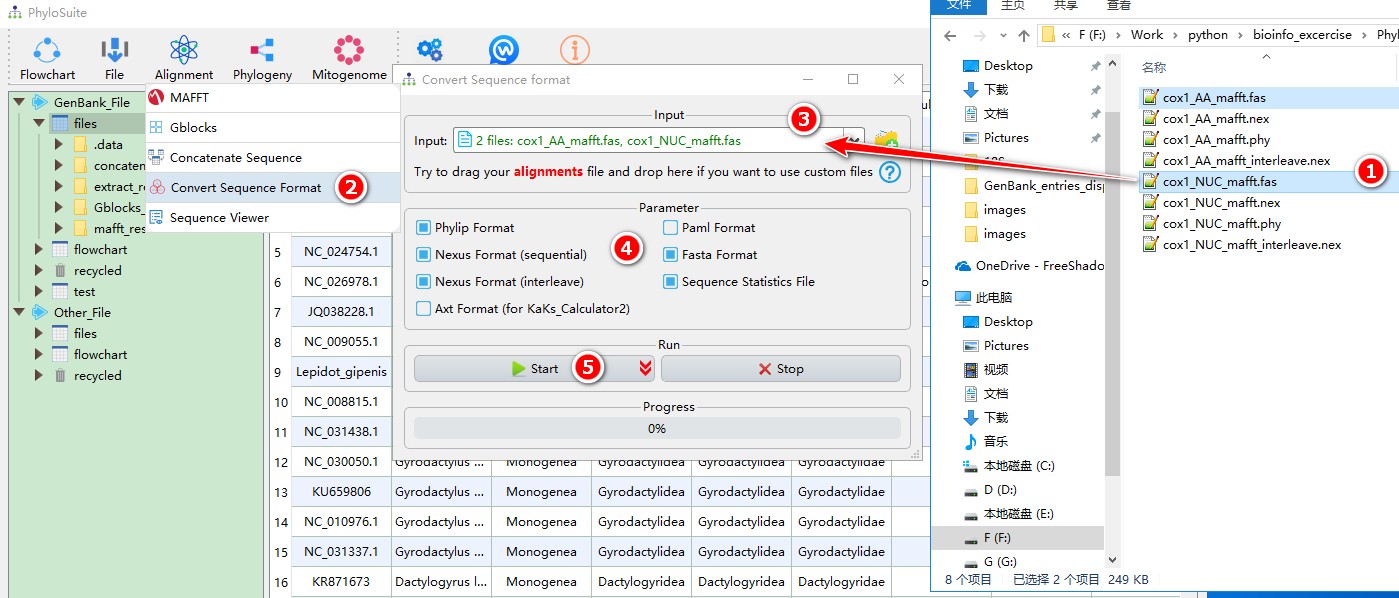 PhyloSuite
Flowchart
File
Alignment
Phylogeny
Mitogenome
GenBank_File
files
.data
extract_re
mafft_res
flowchart
recycled
test
Other_File
files
flowchart
recycled
MAFFT
Gblocks
Concatenate Sequence
Convert Sequence Format
2
Sequence Viewer
Convert Sequence format
Input
3
Input:
2 files: cox1_AA_mafft.fas, cox1_NUC_mafft.fas
Try to drag your alignments file and drop here if you want to use custom files
Parameter
Phylip Format
Paml Format
4
Nexus Format (sequential)
Fasta Format
Nexus Format (interleave)
Sequence Statistics File
Axt Format (for KaKs_Calculator2)
Run
Start
5
Stop
Progress
0%
5 NC_024754.1
6 NC_026978.1
7 JQ038228.1
8 NC_009055.1
9 Lepidot_gipenis
10 NC_008815.1
11 NC_031438.1
12 NC_030050.1 Gyrodactylus ... Monogenea Gyrodactylidea Gyrodactylidea Gyrodactylidae
13 KU659806 Gyrodactylus ... Monogenea Gyrodactylidea Gyrodactylidea Gyrodactylidae
14 NC_010976.1 Gyrodactylus ... Monogenea Gyrodactylidea Gyrodactylidea Gyrodactylidae
15 NC_031337.1 Gyrodactylus ... Monogenea Gyrodactylidea Gyrodactylidea Gyrodactylidae
16 KR871673 Dactylogyrus l... Monogenea Dactylogyridea Dactylogyridea Dactylogyridae
文件 主页 共享 查看
« F (F:) › Work › python › bioinfo_excercise › Phyl
Desktop
下载
文档
Pictures
GenBank_entries_disp
images
images
OneDrive - FreeShado
此电脑
Desktop
Pictures
视频
文档
下载
音乐
本地磁盘 (C:)
D (D:)
本地磁盘 (E:)
F (F:)
G (G:)
名称
cox1_AA_mafft.fas
cox1_AA_mafft.nex
cox1_AA_mafft.phy
cox1_AA_mafft_interleave.nex
1
cox1_NUC_mafft.fas
cox1_NUC_mafft.nex
cox1_NUC_mafft.phy
cox1_NUC_mafft_interleave.nex
8 个项目 已选择 2 个项目 249 KB